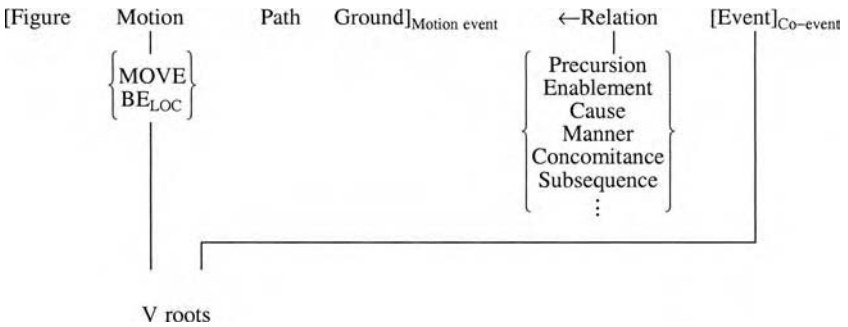 [Figure Motion Path Ground]Motion event ←Relation [Event]Co−event
MOVE
BELOC
Precursion
Enablement
Cause
Manner
Concomitance
Subsequence
⋮
V roots